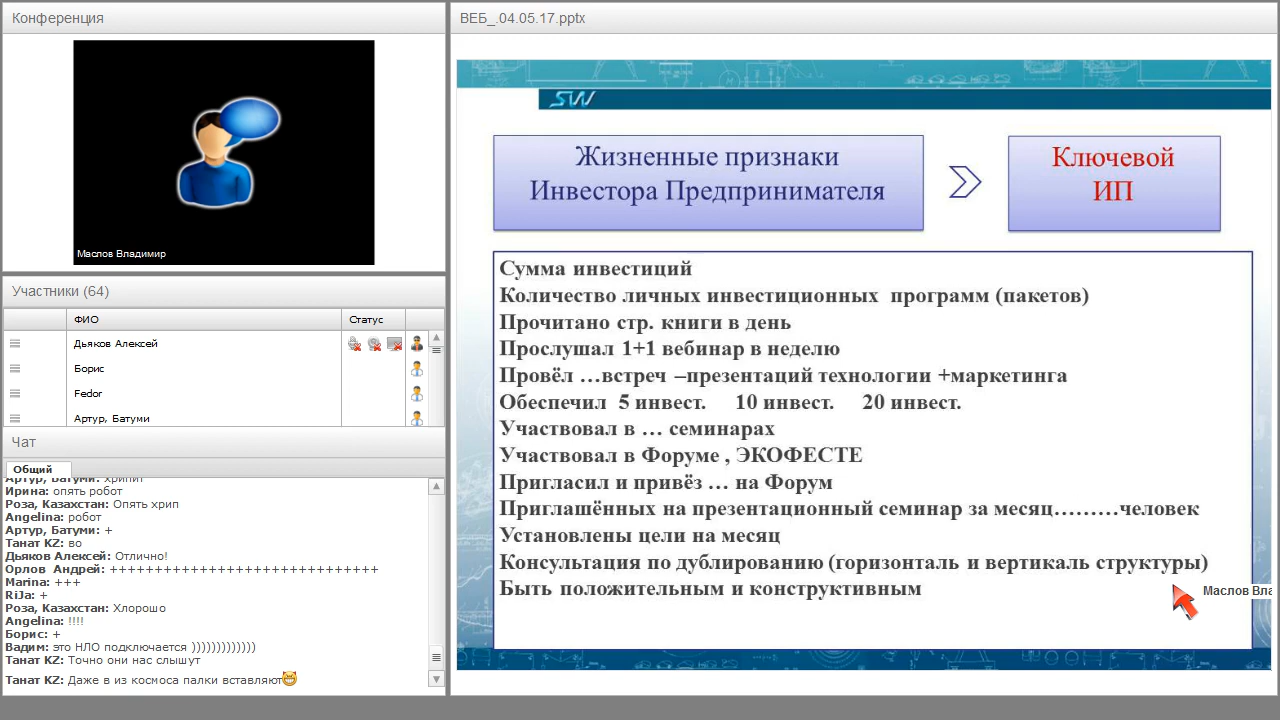 Конференция
Маслов Владимир
Участники (64)
ФИО
Статус
Дьяков Алексей
Борис
Fedor
Артур, Батуми
Чат
Общий
Артур, Батуми: хрипит
Ирина: опять робот
Роза, Казахстан: Опять хрип
Angelina: робот
Артур, Батуми: +
Танат KZ: во
Дьяков Алексей: Отлично!
Орлов Андрей: ++++++++++++++++++++++++++++++
Marina: +++
RiJa: +
Роза, Казахстан: Хлорошо
Angelina: !!!!
Борис: +
Вадим: это НЛО подключается ))))))))))))
Танат KZ: Точно они нас слышут
Танат KZ: Даже в из космоса палки вставляют
ВЕБ_.04.05.17.pptx
SW
Жизненные признаки
Инвестора Предпринимателя
Ключевой
ИП
Сумма инвестиций
Количество личных инвестиционных программ (пакетов)
Прочитано стр. книги в день
Прослушал 1+1 вебинар в неделю
Провёл …встреч –презентаций технологии +маркетинга
Обеспечил 5 инвест. 10 инвест. 20 инвест.
Участвовал в … семинарах
Участвовал в Форуме , ЭКОФЕСТЕ
Пригласил и привёз … на Форум
Приглашённых на презентационный семинар за месяц………человек
Установлены цели на месяц
Консультация по дублированию (горизонталь и вертикаль структуры)
Быть положительным и конструктивным
Маслов Вла